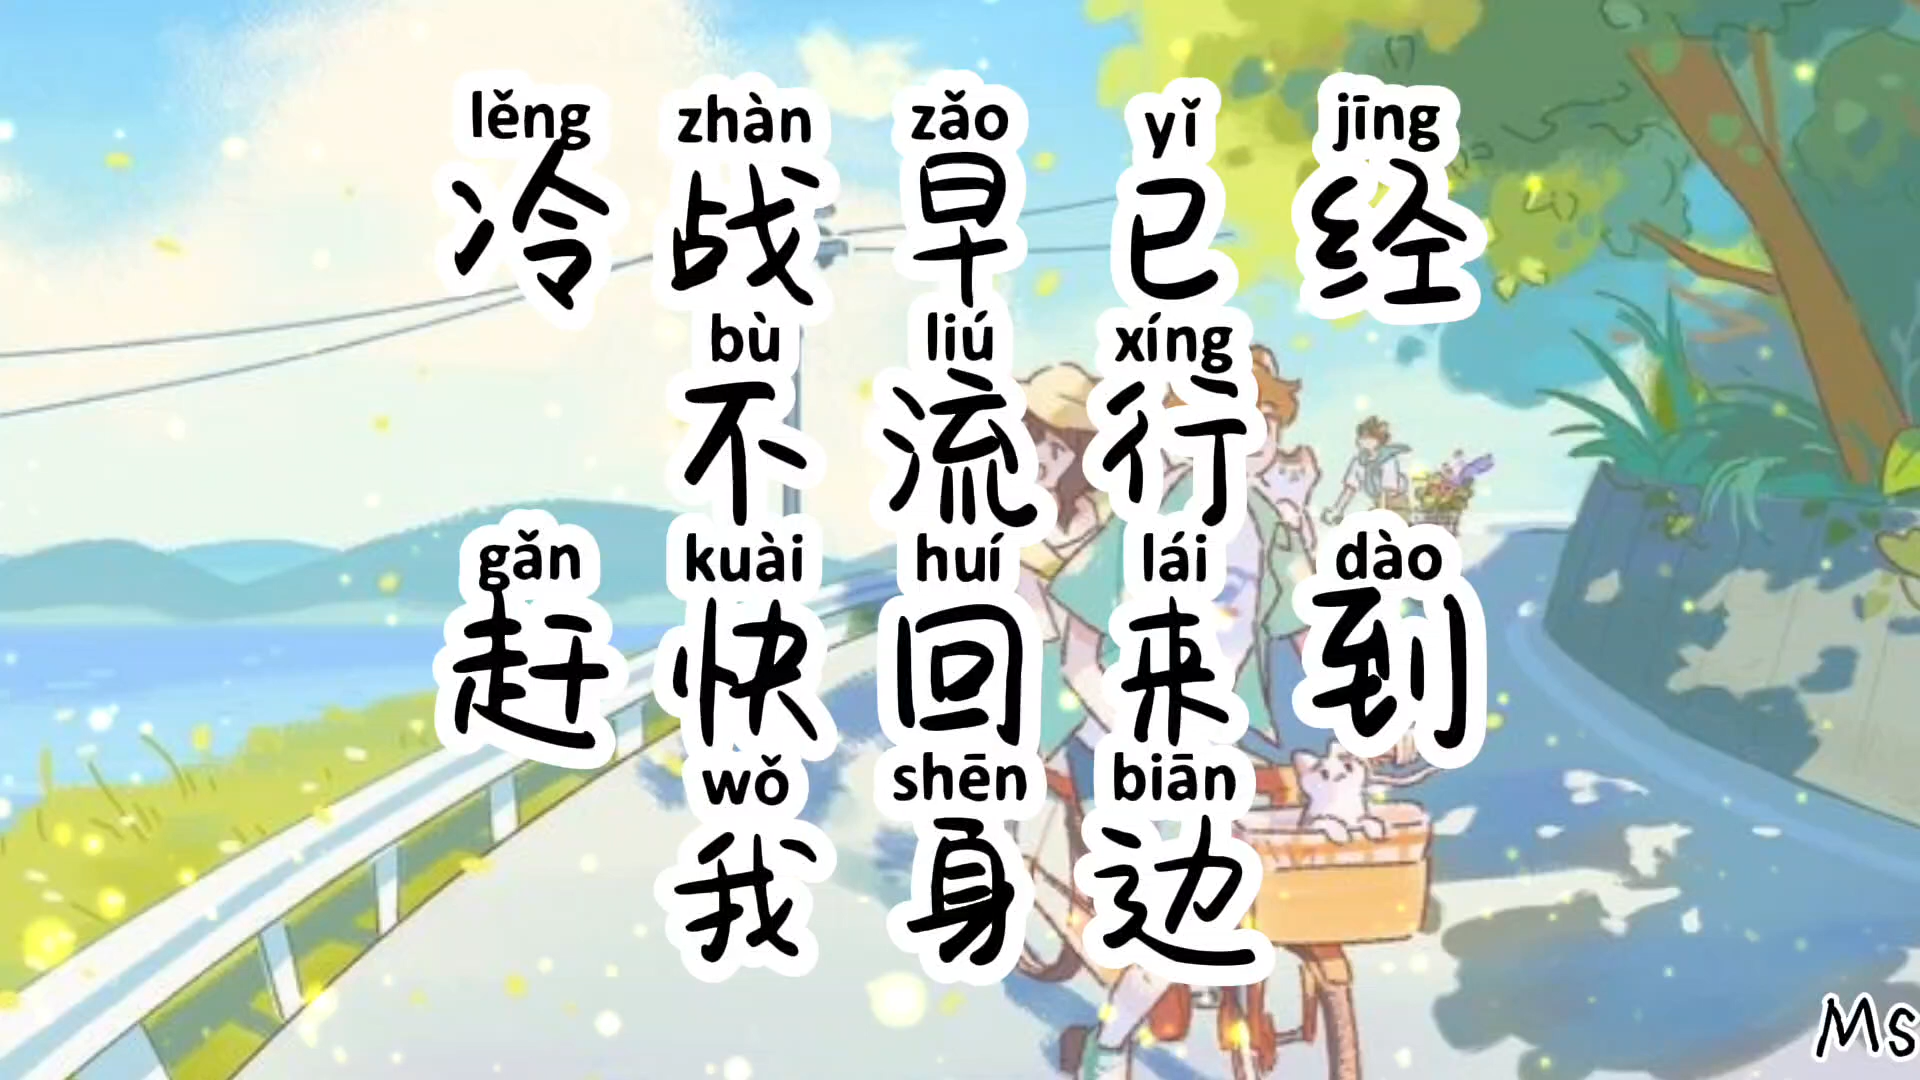 lěng zhàn zǎo yǐ jīng
冷战早已经
bù liú xíng
不流行
gǎn kuài huí lái dào
赶快回来到
wǒ shēn biān
我身边
Ms